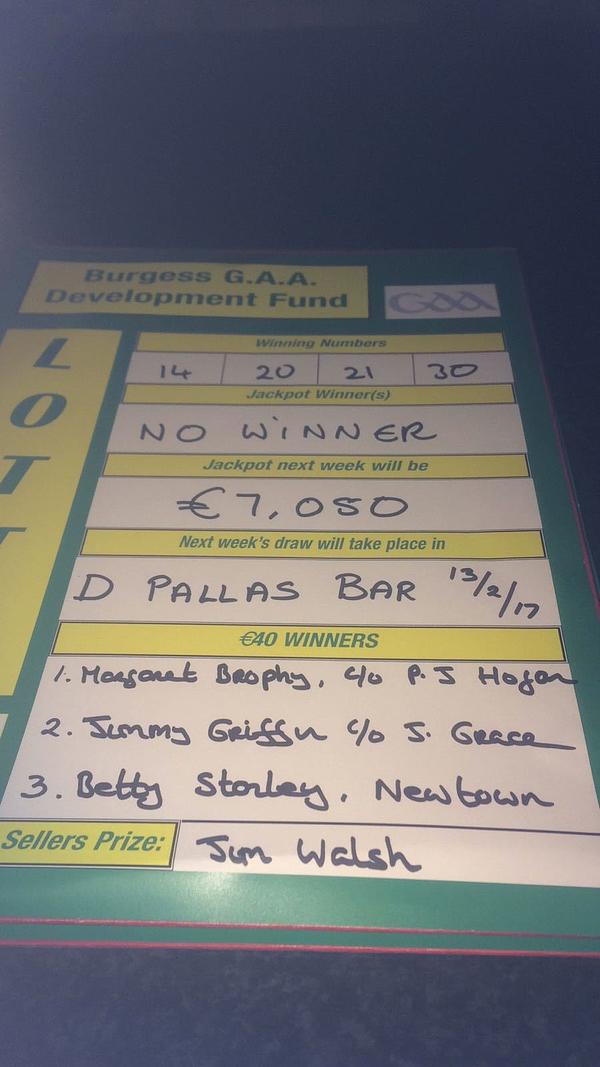 Burgess G.A.A.
Development Fund
GAA
L
O
T
T
Winning Numbers
14 20 21 30
Jackpot Winner(s)
NO WINNER
Jackpot next week will be
€7,050
Next week's draw will take place in
D PALLAS BAR 13/2/17
€40 WINNERS
1. Margaret Brophy, c/o P.J Hogan
2. Jimmy Griffin c/o J. Grace
3. Betty Storley, Newtown
Sellers Prize: Jim Walsh